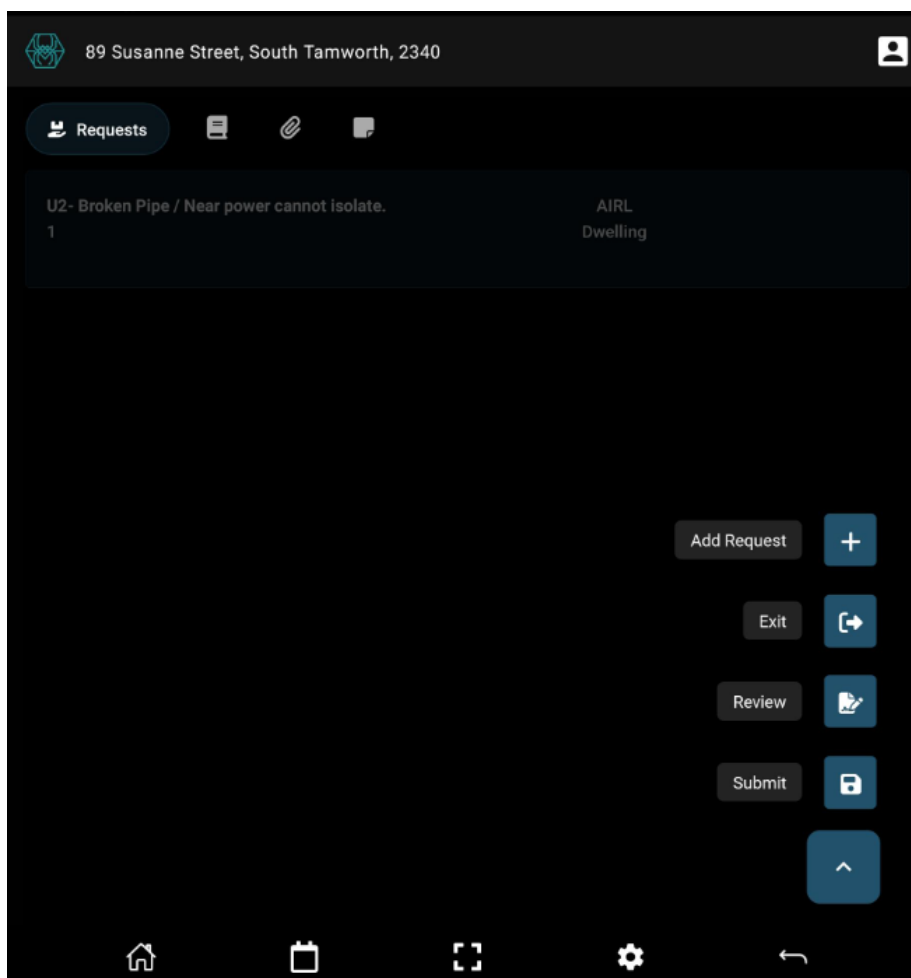 89 Susanne Street, South Tamworth, 2340
Requests
U2- Broken Pipe / Near power cannot isolate.
AIRL
1
Dwelling
Add Request
Exit
Review
Submit